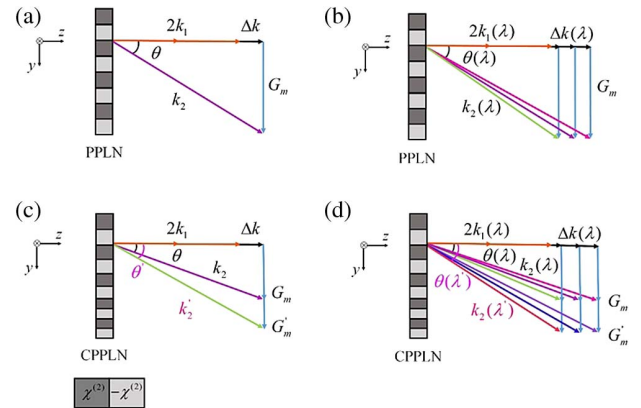 (a)
2k₁
Δk
z
y
θ
k₂
Gₘ
PPLN
(b)
2k₁(λ)
Δk(λ)
z
y
θ(λ)
k₂(λ)
Gₘ
PPLN
(c)
2k₁
Δk
z
y
θ
θ'
k₂
k₂'
Gₘ
Gₘ'
CPPLN
(d)
2k₁(λ)
Δk(λ)
z
y
θ(λ)
k₂(λ)
θ(λ')
k₂(λ')
Gₘ
Gₘ'
CPPLN
χ⁽²⁾ −χ⁽²⁾